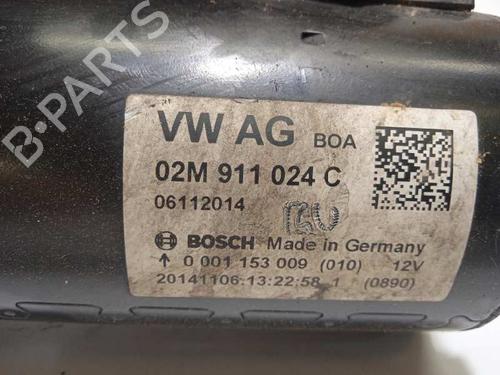 B-PARTS
VW AG BOA
02M 911 024 C
06112014
BOSCH Made in Germany
0 001 153 009 (010) 12V
20141106.13:22:58.1 (0890)